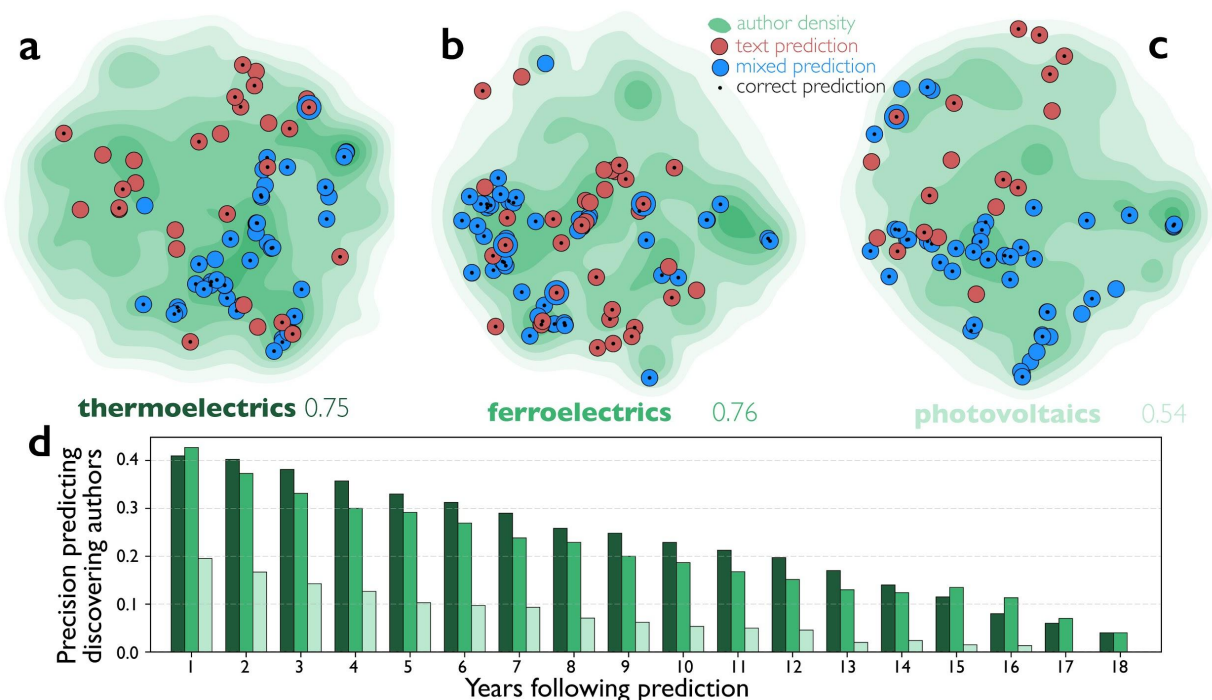 a
b
c
author density
text prediction
mixed prediction
correct prediction
thermoelectrics 0.75
ferroelectrics 0.76
photovoltaics 0.54
d
Precision predicting
discovering authors
0.4
0.3
0.2
0.1
0.0
1 2 3 4 5 6 7 8 9 10 11 12 13 14 15 16 17 18
Years following prediction